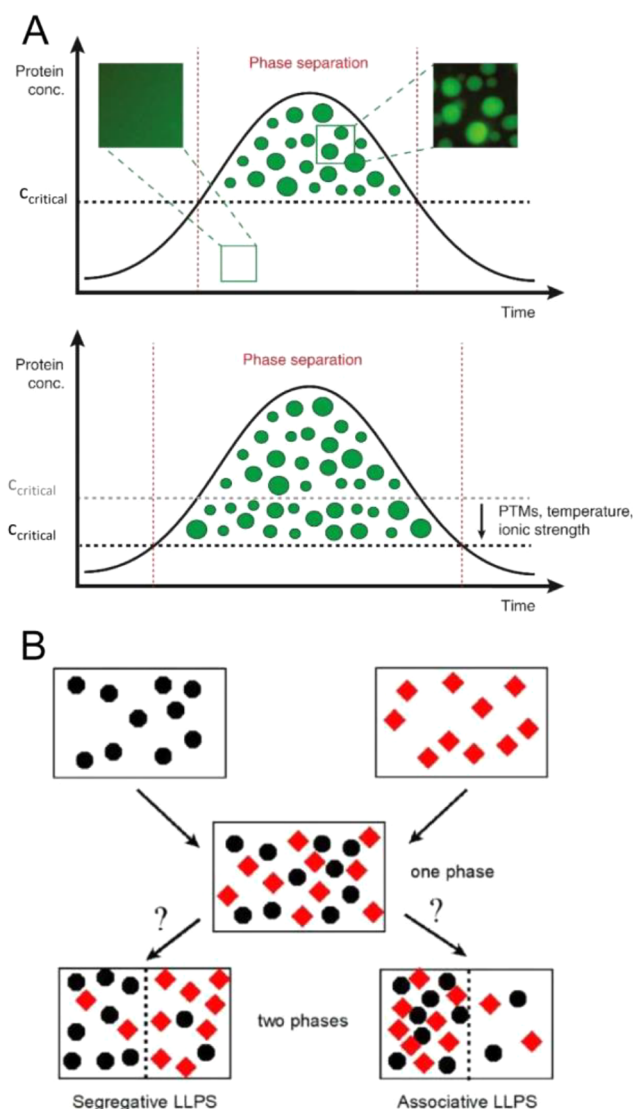 A
Protein
conc.
Phase separation
Ccritical
Time
Protein
conc.
Phase separation
Ccritical
Ccritical
PTMs, temperature,
ionic strength
Time
B
one phase
?
?
two phases
Segregative LLPS
Associative LLPS